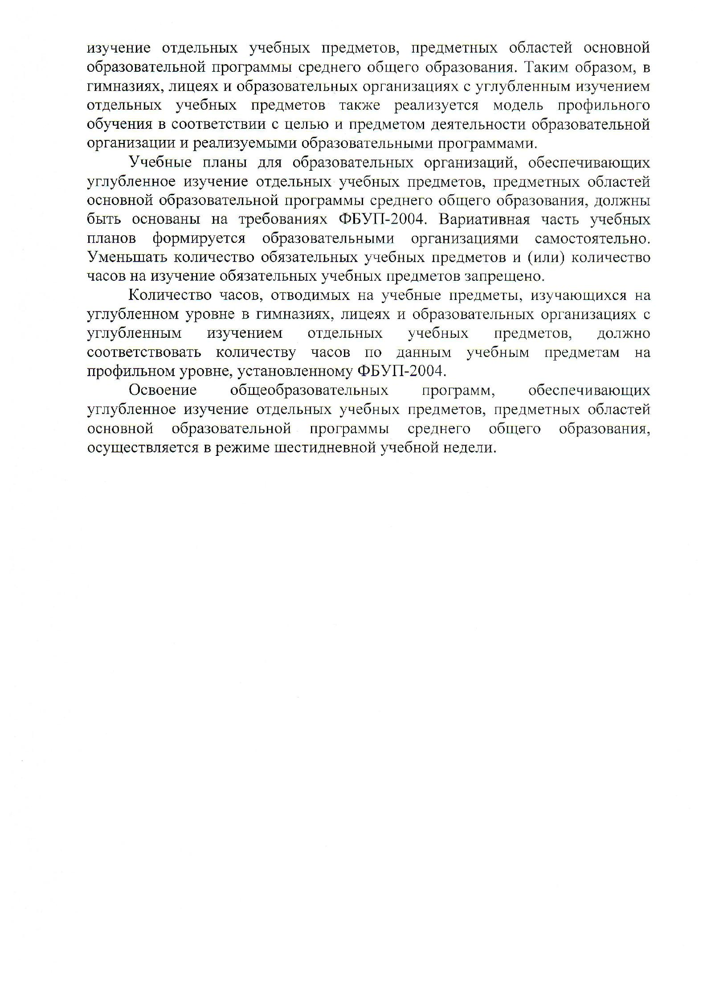 изучение отдельных учебных предметов, предметных областей основной
образовательной программы среднего общего образования. Таким образом, в
гимназиях, лицеях и образовательных организациях с углубленным изучением
отдельных учебных предметов также реализуется модель профильного
обучения в соответствии с целью и предметом деятельности образовательной
организации и реализуемыми образовательными программами.
Учебные планы для образовательных организаций, обеспечивающих
углубленное изучение отдельных учебных предметов, предметных областей
основной образовательной программы среднего общего образования, должны
быть основаны на требованиях ФБУП-2004. Вариативная часть учебных
планов формируется образовательными организациями самостоятельно.
Уменьшать количество обязательных учебных предметов и (или) количество
часов на изучение обязательных учебных предметов запрещено.
Количество часов, отводимых на учебные предметы, изучающихся на
углубленном уровне в гимназиях, лицеях и образовательных организациях с
углубленным изучением отдельных учебных предметов, должно
соответствовать количеству часов по данным учебным предметам на
профильном уровне, установленному ФБУП-2004.
Освоение общеобразовательных программ, обеспечивающих
углубленное изучение отдельных учебных предметов, предметных областей
основной образовательной программы среднего общего образования,
осуществляется в режиме шестидневной учебной недели.